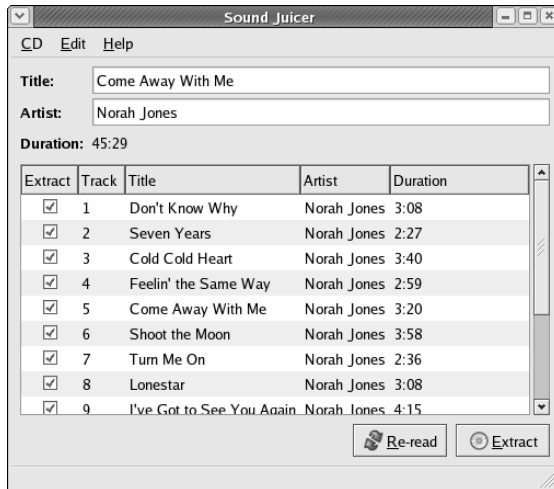 Sound Juicer
CD Edit Help
Title: Come Away With Me
Artist: Norah Jones
Duration: 45:29
Extract Track Title Artist Duration
1 Don't Know Why Norah Jones 3:08
2 Seven Years Norah Jones 2:27
3 Cold Cold Heart Norah Jones 3:40
4 Feelin' the Same Way Norah Jones 2:59
5 Come Away With Me Norah Jones 3:20
6 Shoot the Moon Norah Jones 3:58
7 Turn Me On Norah Jones 2:36
8 Lonestar Norah Jones 3:08
9 I've Got to See You Again Norah Jones 4:15
Re-read Extract